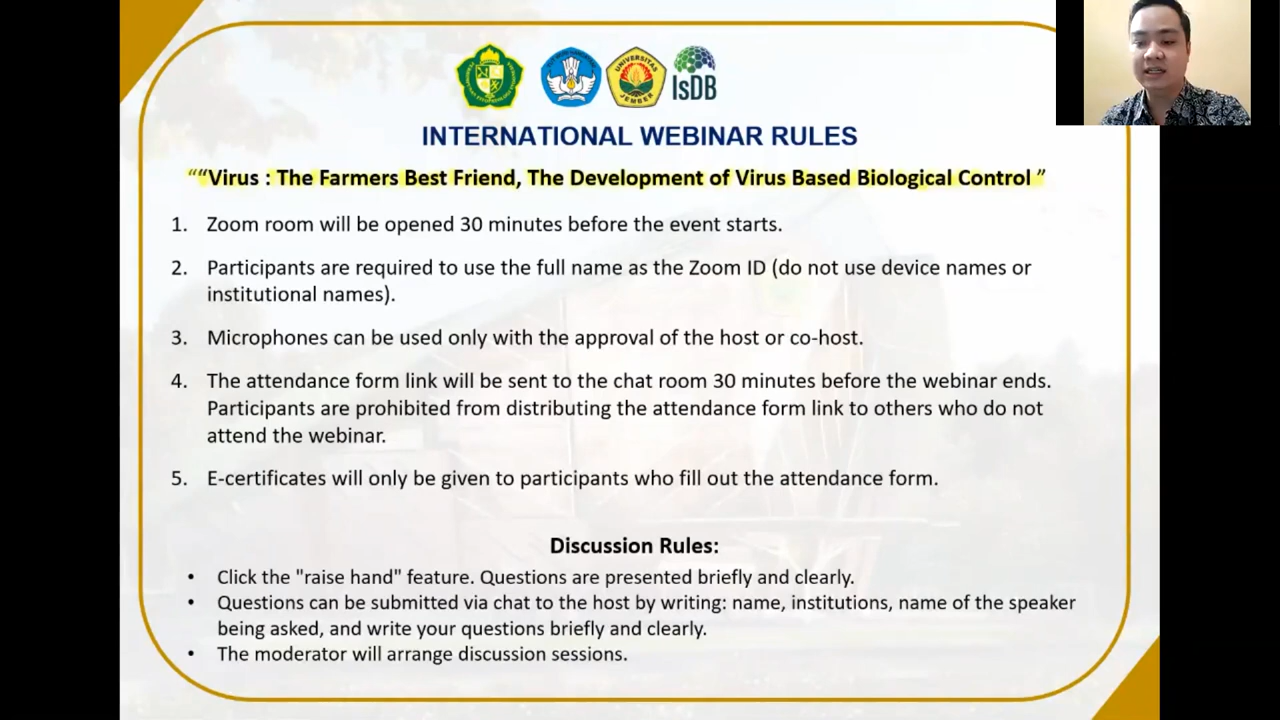 UNIVERSITAS
JEMBER
IsDB
INTERNATIONAL WEBINAR RULES
““Virus : The Farmers Best Friend, The Development of Virus Based Biological Control ”
1. Zoom room will be opened 30 minutes before the event starts.
2. Participants are required to use the full name as the Zoom ID (do not use device names or
institutional names).
3. Microphones can be used only with the approval of the host or co-host.
4. The attendance form link will be sent to the chat room 30 minutes before the webinar ends.
Participants are prohibited from distributing the attendance form link to others who do not
attend the webinar.
5. E-certificates will only be given to participants who fill out the attendance form.
Discussion Rules:
• Click the "raise hand" feature. Questions are presented briefly and clearly.
• Questions can be submitted via chat to the host by writing: name, institutions, name of the speaker
being asked, and write your questions briefly and clearly.
• The moderator will arrange discussion sessions.